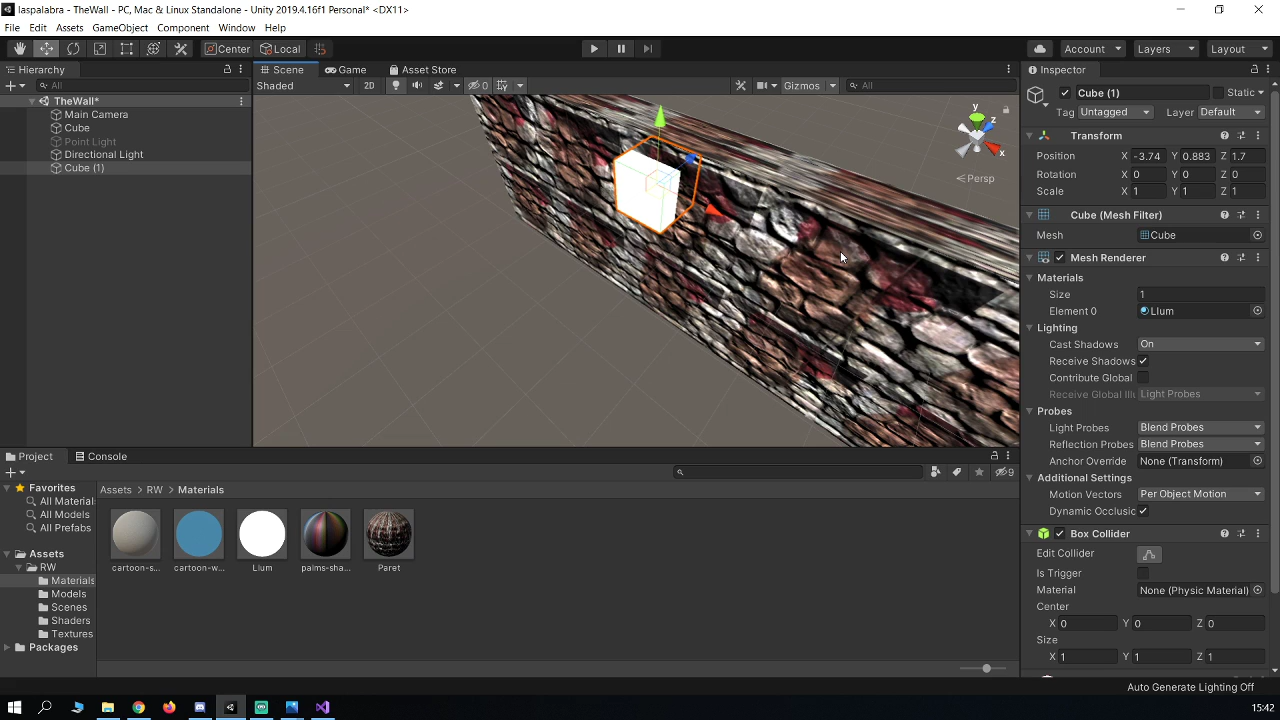 laspalabra - TheWall - PC, Mac & Linux Standalone - Unity 2019.4.16f1 Personal* <DX11>
File Edit Assets GameObject Component Window Help
Center Local Account Layers Layout
Hierarchy
All
TheWall*
Main Camera
Cube
Point Light
Directional Light
Cube (1)
Scene Game Asset Store
Shaded 2D 0 Gizmos All
y
z
x
Persp
Inspector
Cube (1) Static
Tag Untagged Layer Default
Transform
Position X -3.74 Y 0.883 Z 1.7
Rotation X 0 Y 0 Z 0
Scale X 1 Y 1 Z 1
Cube (Mesh Filter)
Mesh Cube
Mesh Renderer
Materials
Size 1
Element 0 Llum
Lighting
Cast Shadows On
Receive Shadows
Contribute Global
Receive Global Illu Light Probes
Probes
Light Probes Blend Probes
Reflection Probes Blend Probes
Anchor Override None (Transform)
Additional Settings
Motion Vectors Per Object Motion
Dynamic Occlusic
Box Collider
Edit Collider
Is Trigger
Material None (Physic Material)
Center
X 0 Y 0 Z 0
Size
X 1 Y 1 Z 1
Auto Generate Lighting Off
Project Console
9
Favorites
All Materials
All Models
All Prefabs
Assets
RW
Materials
Models
Scenes
Shaders
Textures
Packages
Assets > RW > Materials
cartoon-s... cartoon-w... Llum palms-sha... Paret
15:42